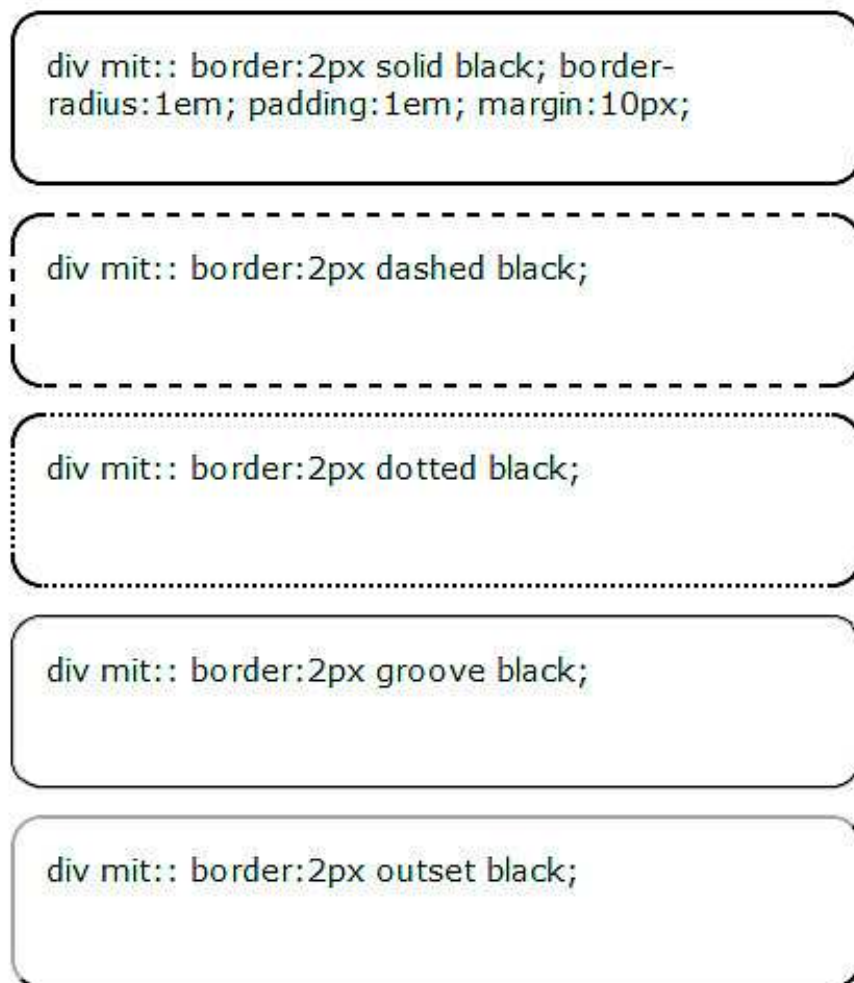 div mit:: border:2px solid black; border-
radius:1em; padding:1em; margin:10px;
div mit:: border:2px dashed black;
div mit:: border:2px dotted black;
div mit:: border:2px groove black;
div mit:: border:2px outset black;